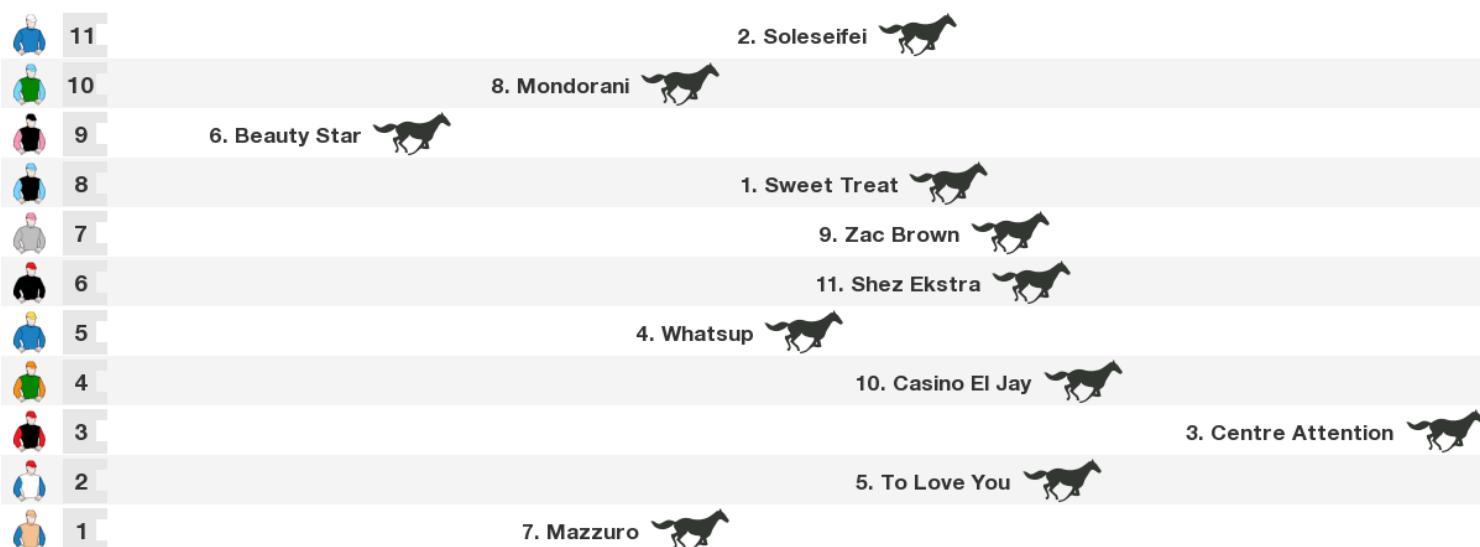 11 2. Soleseifei
10 8. Mondorani
9 6. Beauty Star
8 1. Sweet Treat
7 9. Zac Brown
6 11. Shez Ekstra
5 4. Whatsup
4 10. Casino El Jay
3 3. Centre Attention
2 5. To Love You
1 7. Mazzuro